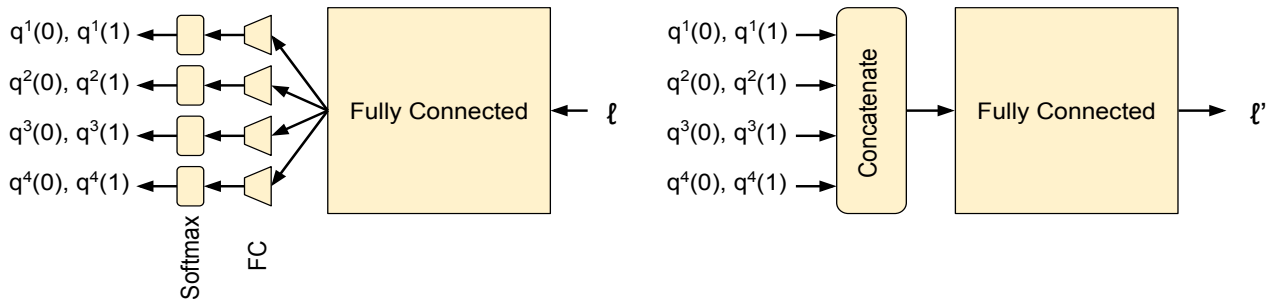 q¹(0), q¹(1)
q²(0), q²(1)
q³(0), q³(1)
q⁴(0), q⁴(1)
Softmax
FC
Fully Connected
ℓ
q¹(0), q¹(1)
q²(0), q²(1)
q³(0), q³(1)
q⁴(0), q⁴(1)
Concatenate
Fully Connected
ℓ’